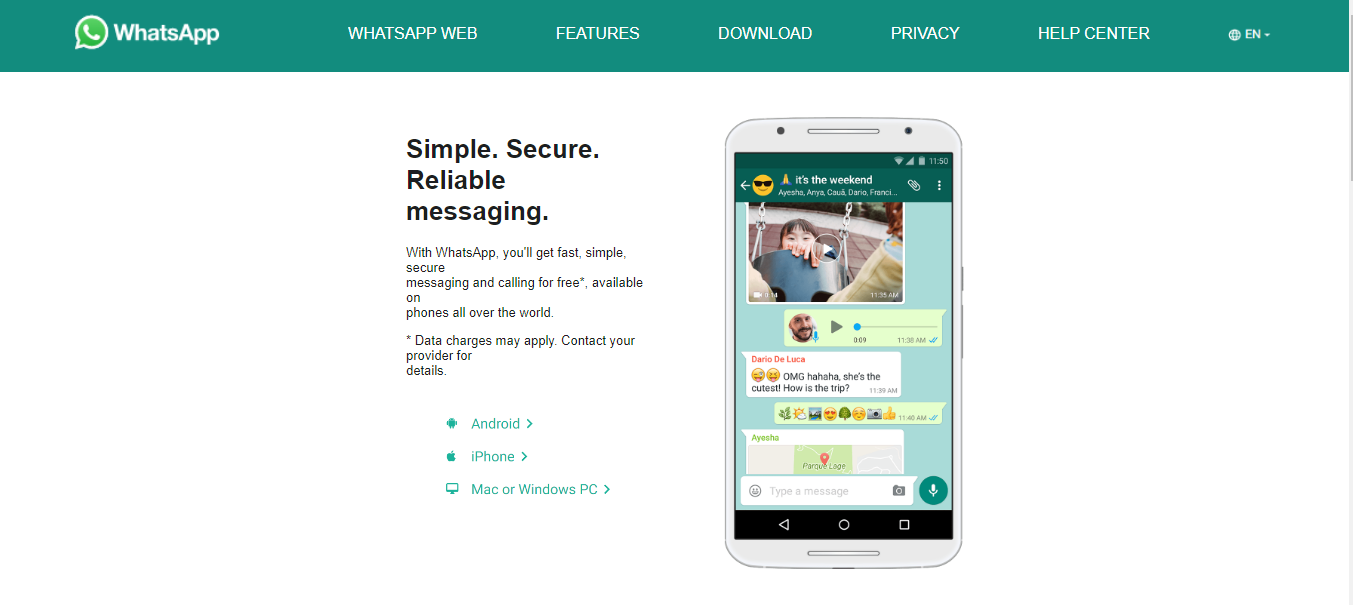 WhatsApp
WHATSAPP WEB
FEATURES
DOWNLOAD
PRIVACY
HELP CENTER
EN
Simple. Secure.
Reliable
messaging.
With WhatsApp, you'll get fast, simple,
secure
messaging and calling for free*, available
on
phones all over the world.
* Data charges may apply. Contact your
provider for
details.
Android
iPhone
Mac or Windows PC
11:50
it's the weekend
Ayesha, Anya, Cauã, Dario, Franci...
0:14
11:35 AM
0:09
11:38 AM
Dario De Luca
OMG hahaha, she's the
cutest! How is the trip?
11:39 AM
11:40 AM
Ayesha
Parque Lage
Type a message